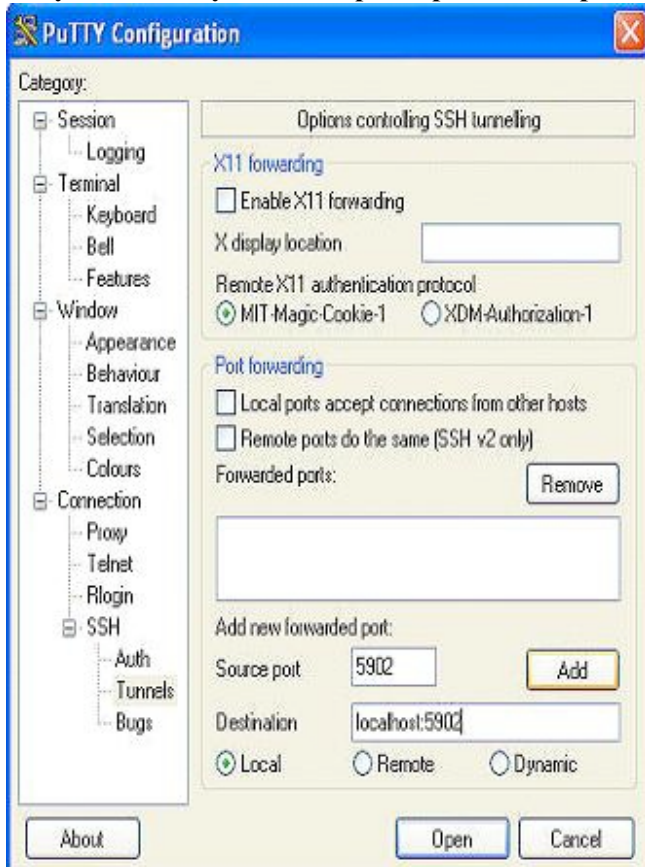 PuTTY Configuration
Category:
Session
Logging
Terminal
Keyboard
Bell
Features
Window
Appearance
Behaviour
Translation
Selection
Colours
Connection
Proxy
Telnet
Rlogin
SSH
Auth
Tunnels
Bugs
Options controlling SSH tunnelling
X11 forwarding
Enable X11 forwarding
X display location
Remote X11 authentication protocol
MIT-Magic-Cookie-1 XDM-Authorization-1
Port forwarding
Local ports accept connections from other hosts
Remote ports do the same (SSH v2 only)
Forwarded ports: Remove
Add new forwarded port:
Source port 5902 Add
Destination localhost:5902
Local Remote Dynamic
About Open Cancel